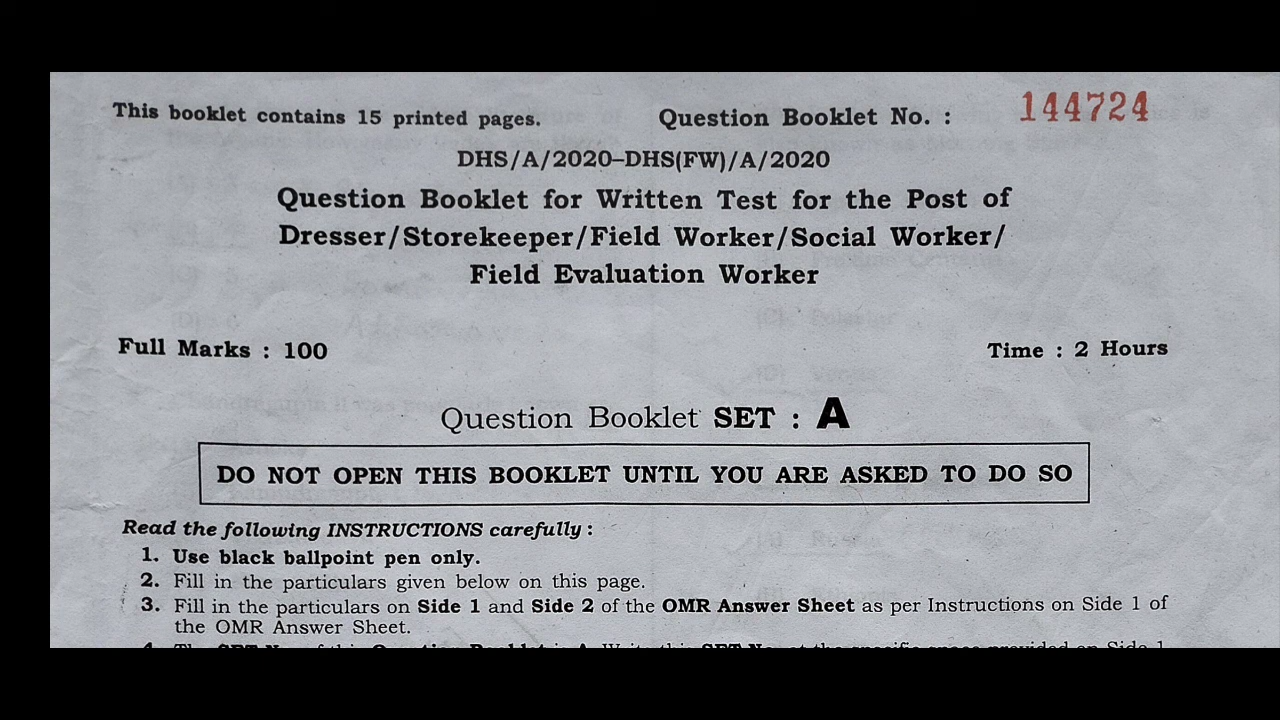 This booklet contains 15 printed pages.
Question Booklet No. : 144724
DHS/A/2020–DHS(FW)/A/2020
Question Booklet for Written Test for the Post of
Dresser/Storekeeper/Field Worker/Social Worker/
Field Evaluation Worker
Full Marks : 100
Time : 2 Hours
Question Booklet SET : A
DO NOT OPEN THIS BOOKLET UNTIL YOU ARE ASKED TO DO SO
Read the following INSTRUCTIONS carefully :
1. Use black ballpoint pen only.
2. Fill in the particulars given below on this page.
3. Fill in the particulars on Side 1 and Side 2 of the OMR Answer Sheet as per Instructions on Side 1 of
the OMR Answer Sheet.